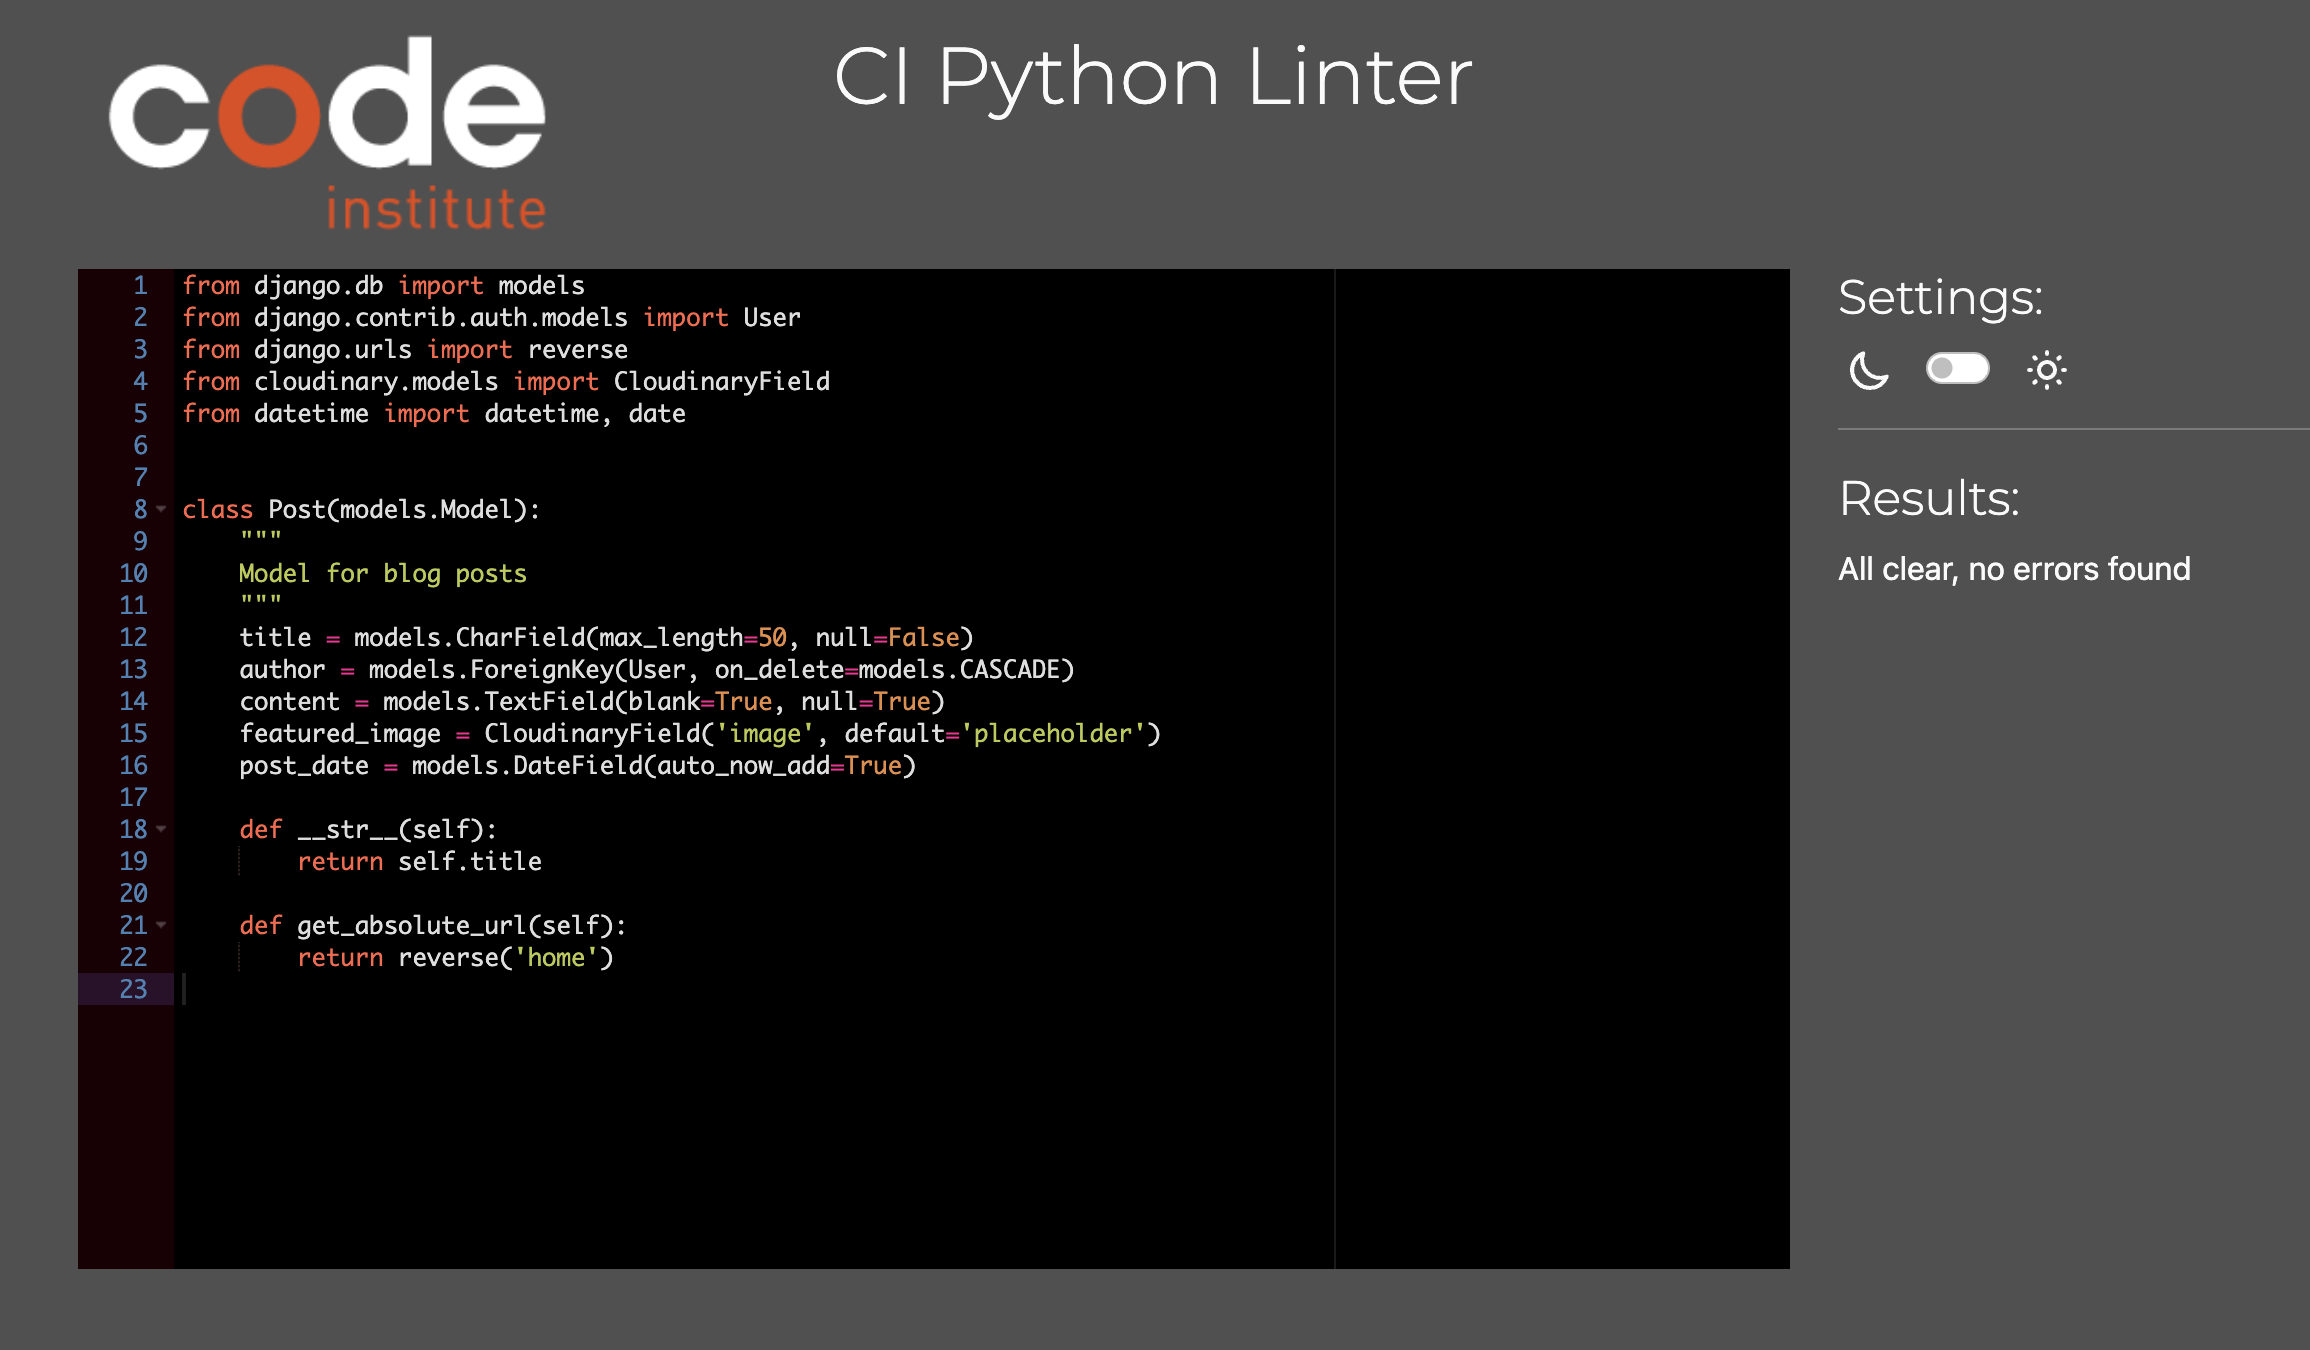 code
institute
CI Python Linter
1 from django.db import models
2 from django.contrib.auth.models import User
3 from django.urls import reverse
4 from cloudinary.models import CloudinaryField
5 from datetime import datetime, date
6
7
8 class Post(models.Model):
9     """
10     Model for blog posts
11     """
12     title = models.CharField(max_length=50, null=False)
13     author = models.ForeignKey(User, on_delete=models.CASCADE)
14     content = models.TextField(blank=True, null=True)
15     featured_image = CloudinaryField('image', default='placeholder')
16     post_date = models.DateField(auto_now_add=True)
17
18     def __str__(self):
19         return self.title
20
21     def get_absolute_url(self):
22         return reverse('home')
23
Settings:
Results:
All clear, no errors found